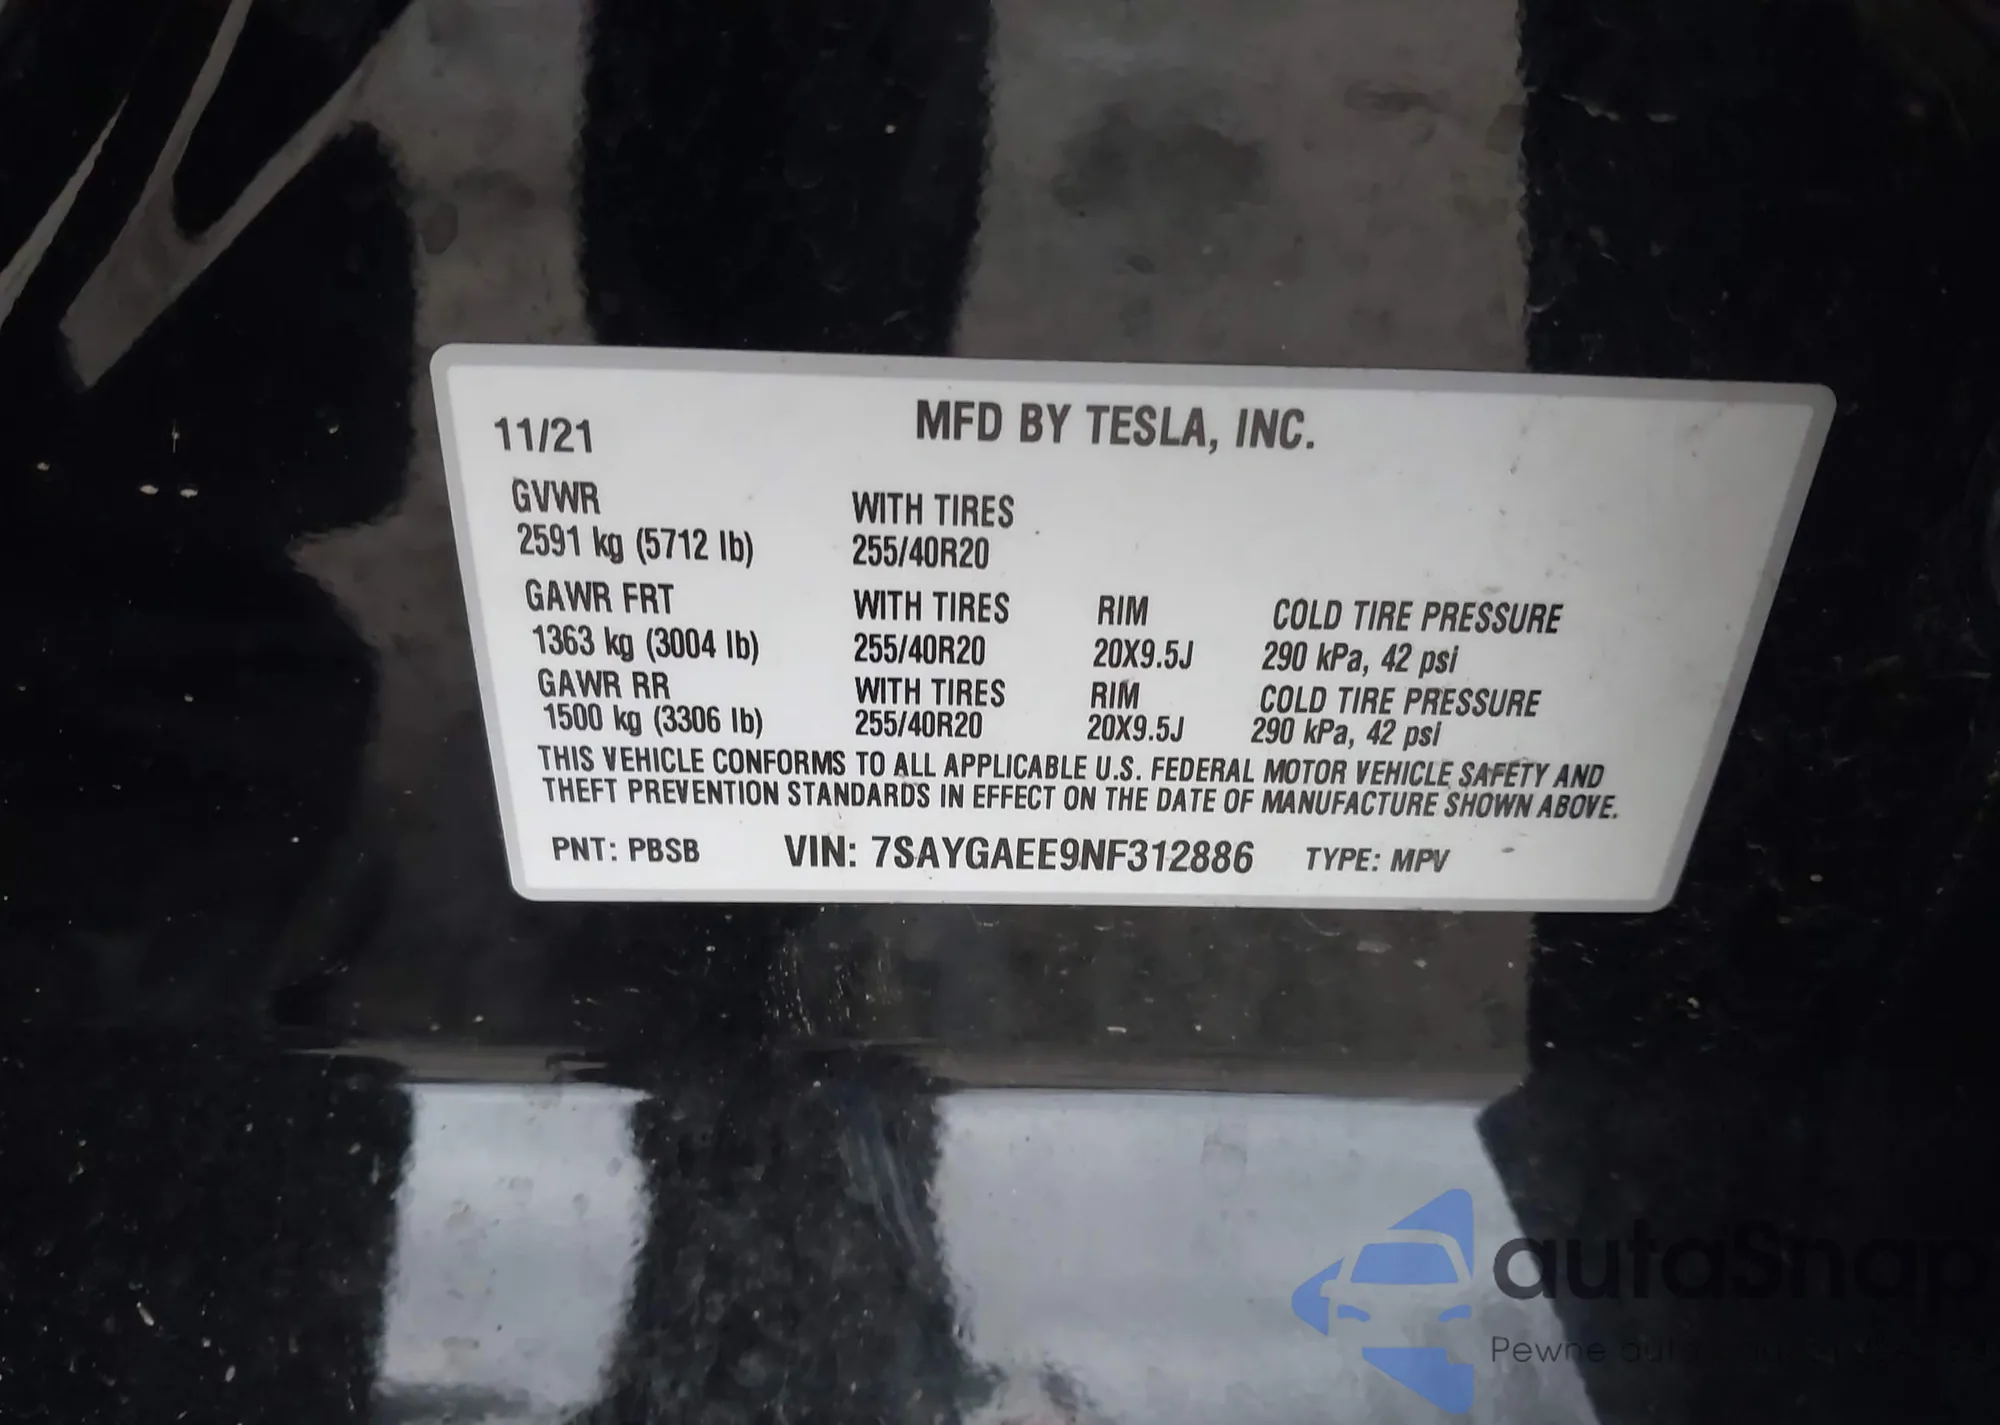 11/21 MFD BY TESLA, INC.
GVWR WITH TIRES
2591 kg (5712 lb) 255/40R20
GAWR FRT WITH TIRES RIM COLD TIRE PRESSURE
1363 kg (3004 lb) 255/40R20 20X9.5J 290 kPa, 42 psi
GAWR RR WITH TIRES RIM COLD TIRE PRESSURE
1500 kg (3306 lb) 255/40R20 20X9.5J 290 kPa, 42 psi
THIS VEHICLE CONFORMS TO ALL APPLICABLE U.S. FEDERAL MOTOR VEHICLE SAFETY AND
THEFT PREVENTION STANDARDS IN EFFECT ON THE DATE OF MANUFACTURE SHOWN ABOVE.
PNT: PBSB VIN: 7SAYGAEE9NF312886 TYPE: MPV
autaSnap
Pewne